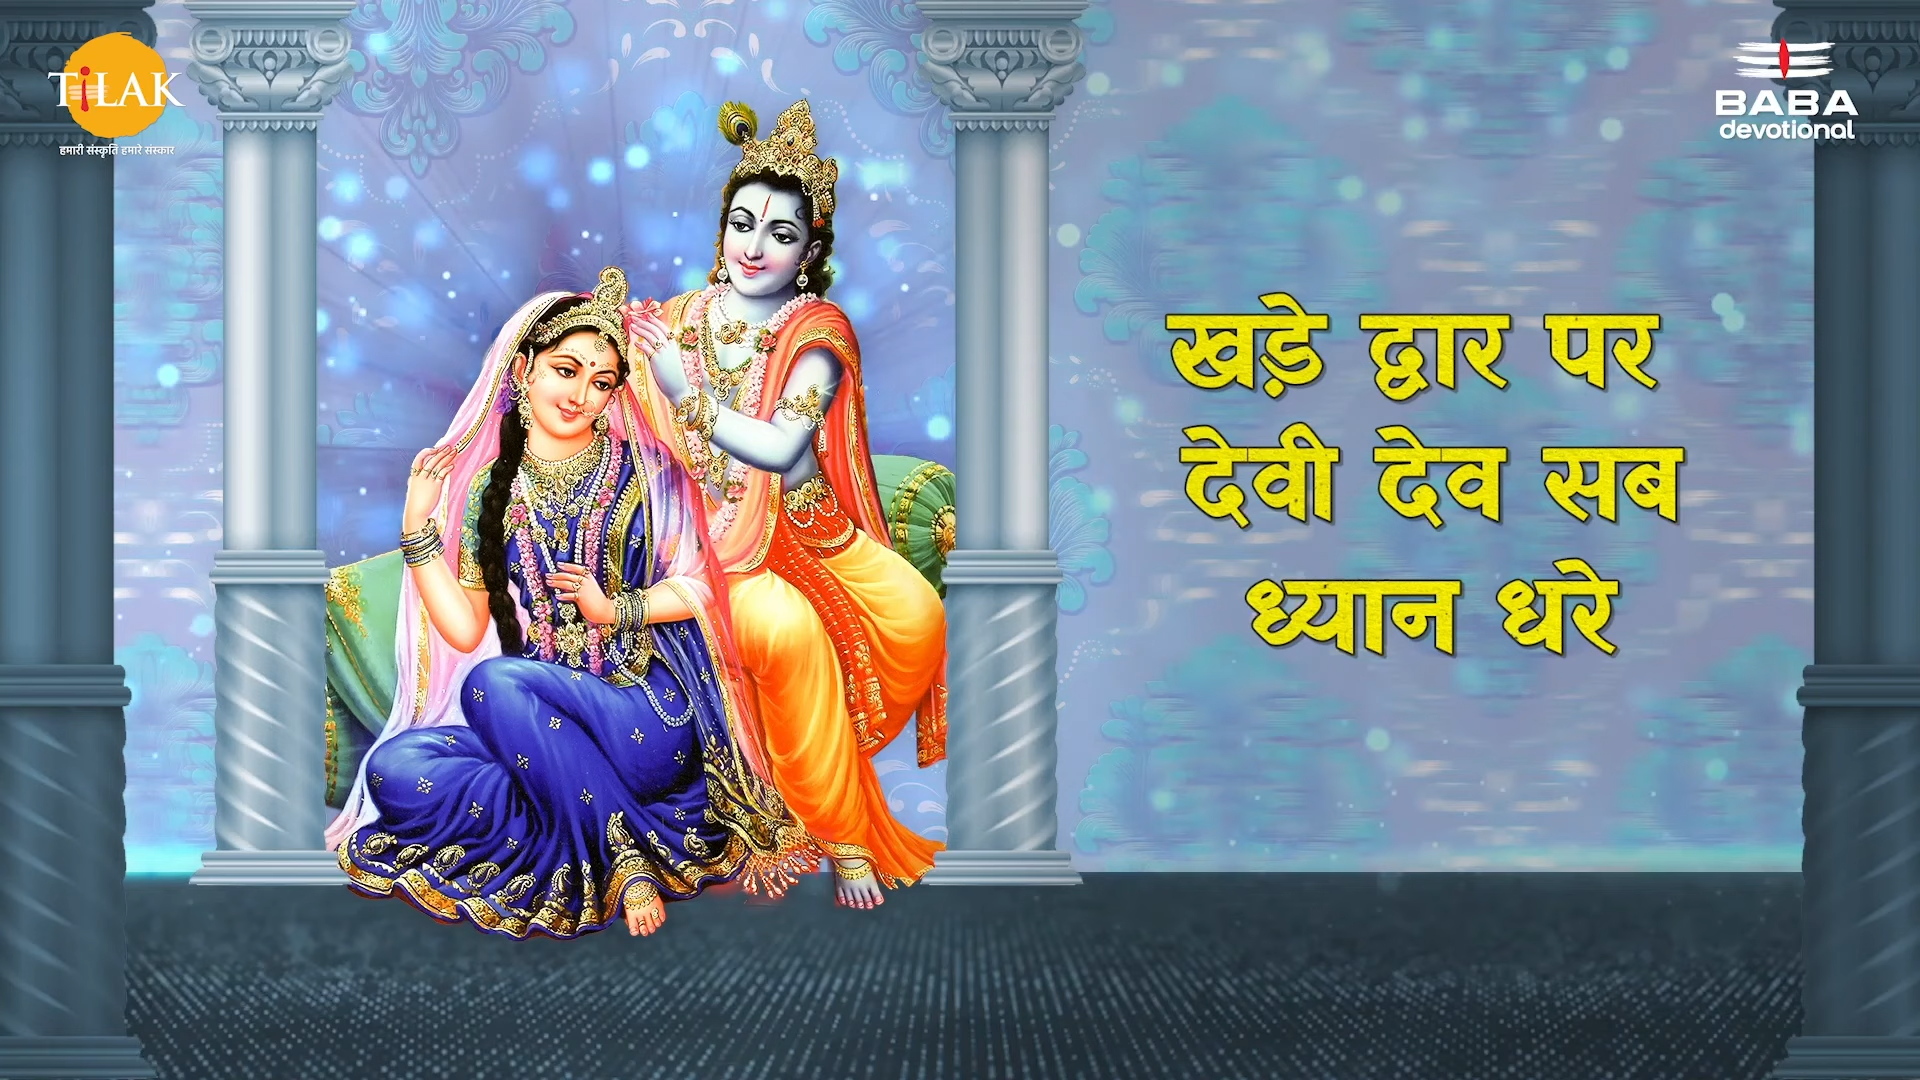 TiLAK
हमारी संस्कृति हमारे संस्कार
BABA
devotional
खड़े द्वार पर
देवी देव सब
ध्यान धरे